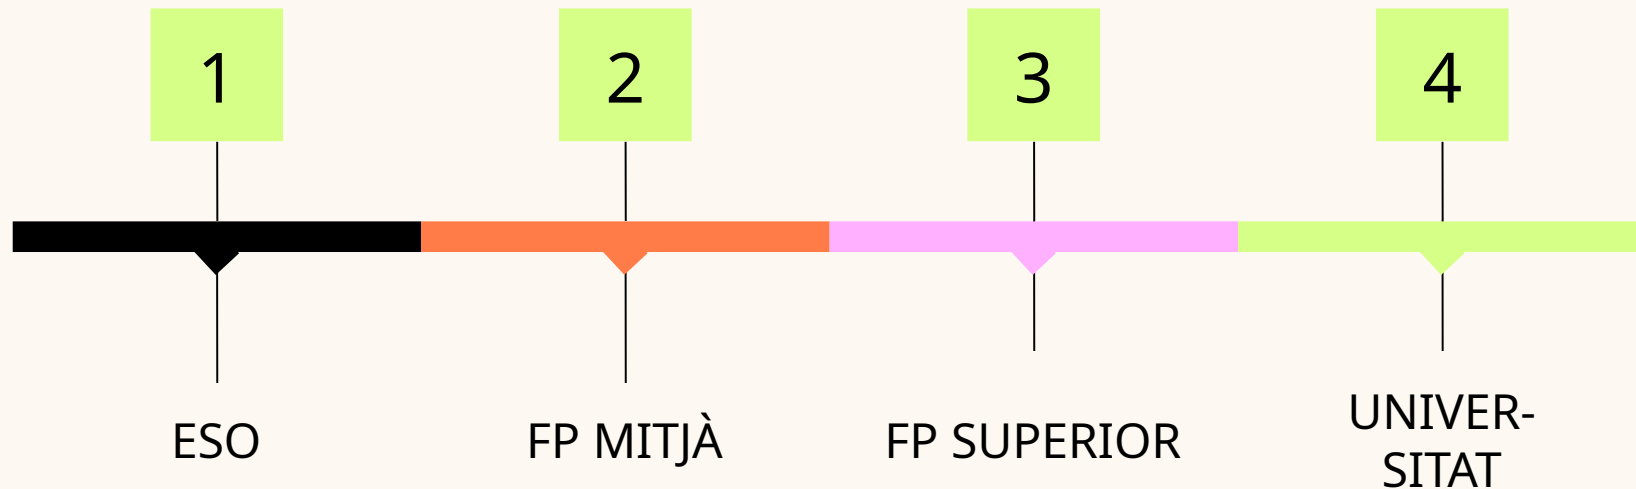 1
2
3
4
ESO
FP MITJÀ
FP SUPERIOR
UNIVER-
SITAT